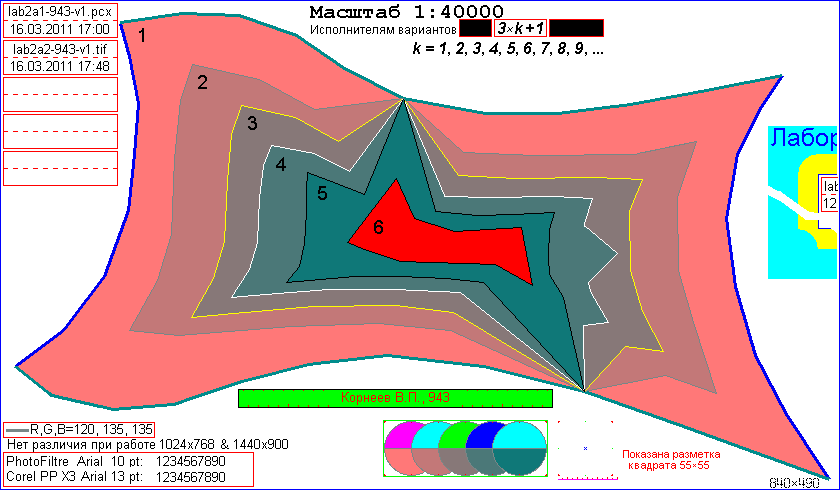 lab2a1-943-v1.pcx
16.03.2011 17:00
lab2a2-943-v1.tif
16.03.2011 17:48
Масштаб 1:40000
Исполнителям вариантов 3×k+1
k = 1, 2, 3, 4, 5, 6, 7, 8, 9, ...
1
2
3
4
5
6
Лабор
lab
12
Корнеев В.П., 943
R,G,B=120, 135, 135
Нет различия при работе 1024x768 & 1440x900
PhotoFiltre Arial 10 pt: 1234567890
Corel PP X3 Arial 13 pt: 1234567890
Показана разметка
квадрата 55×55
840×490